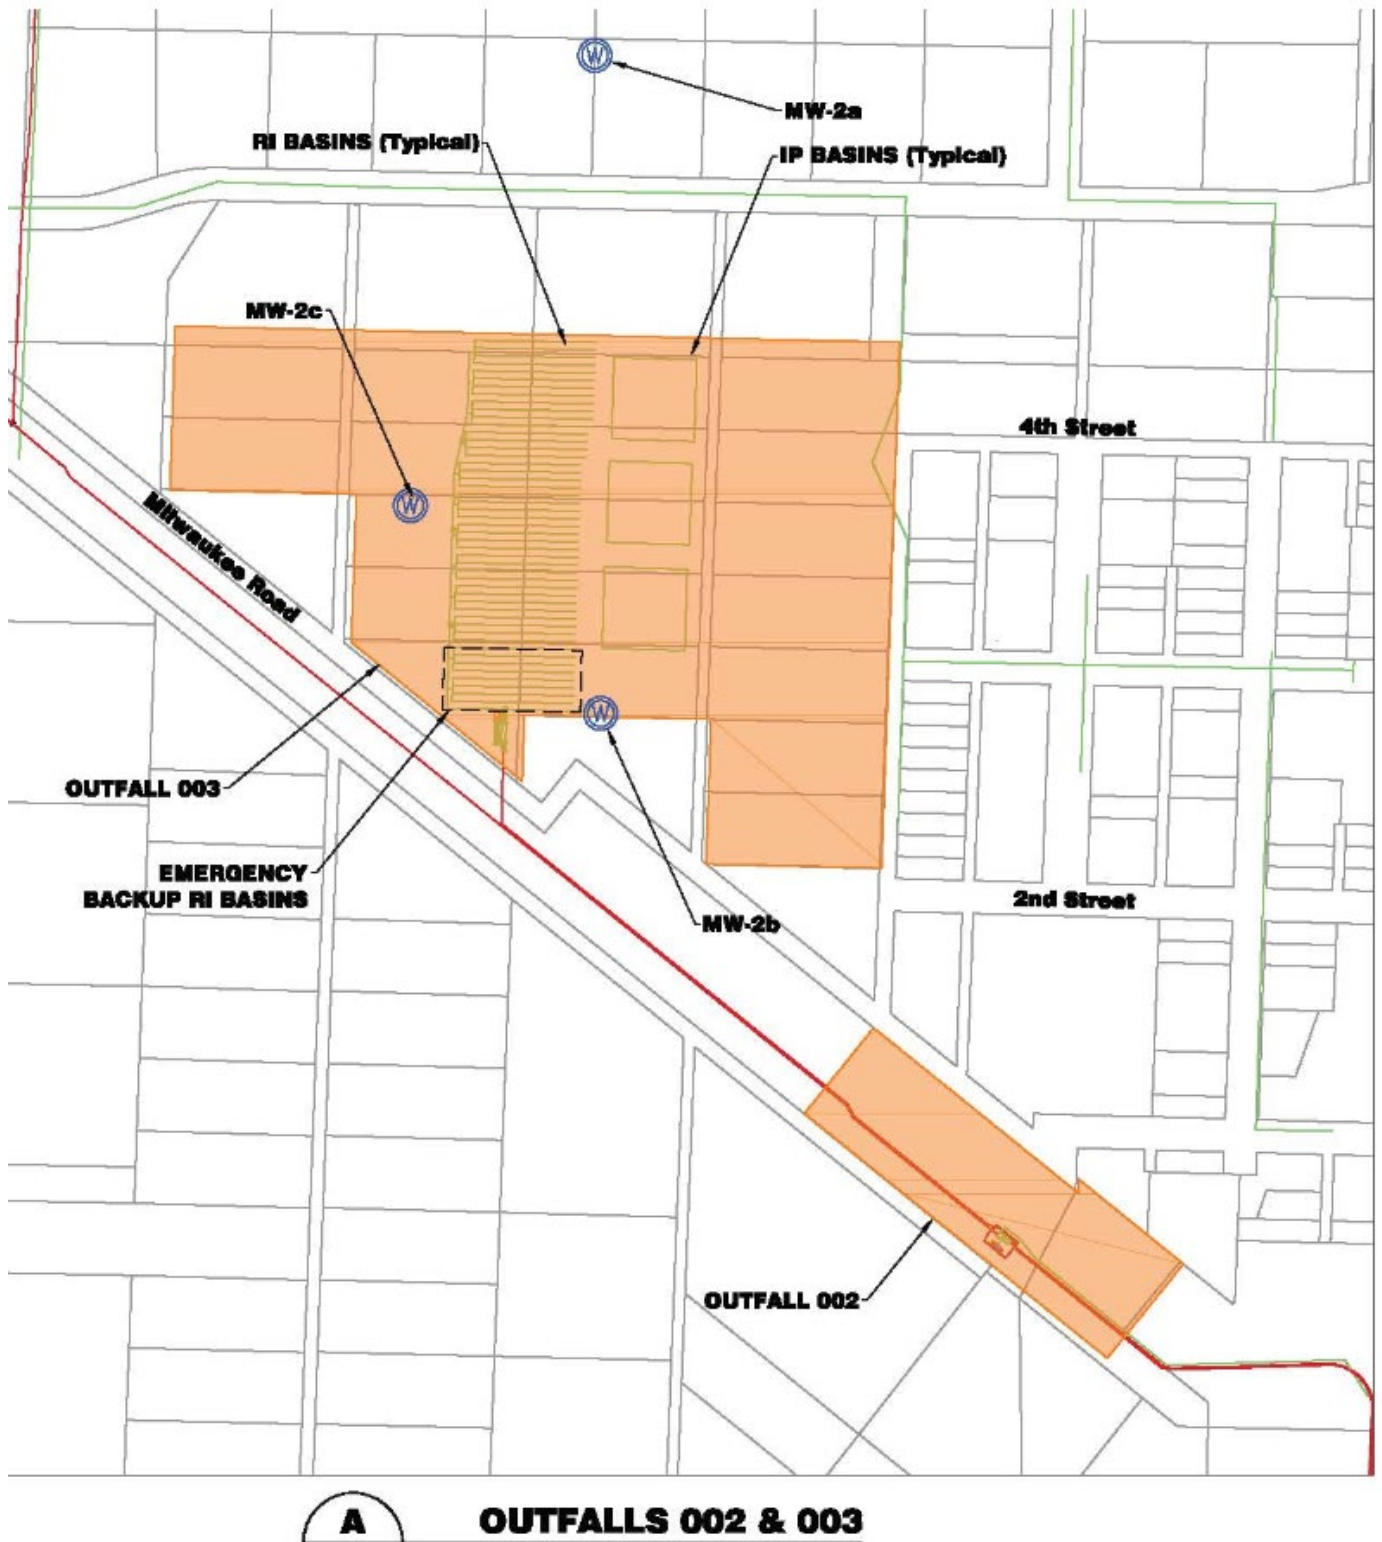 W
MW-2a
RI BASINS (Typical)
IP BASINS (Typical)
MW-2c
4th Street
W
Milwaukee Road
W
OUTFALL 003
EMERGENCY
BACKUP RI BASINS
2nd Street
MW-2b
OUTFALL 002
A
OUTFALLS 002 & 003